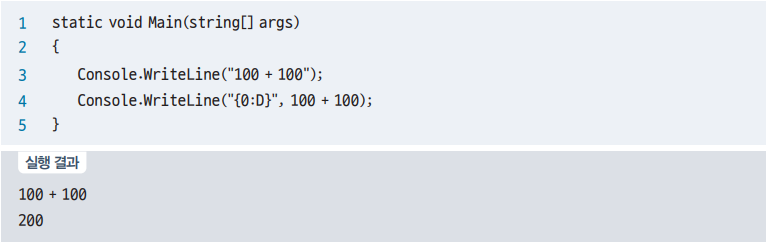 1 static void Main(string[] args)
2 {
3 Console.WriteLine("100 + 100");
4 Console.WriteLine("{0:D}", 100 + 100);
5 }
실행 결과
100 + 100
200